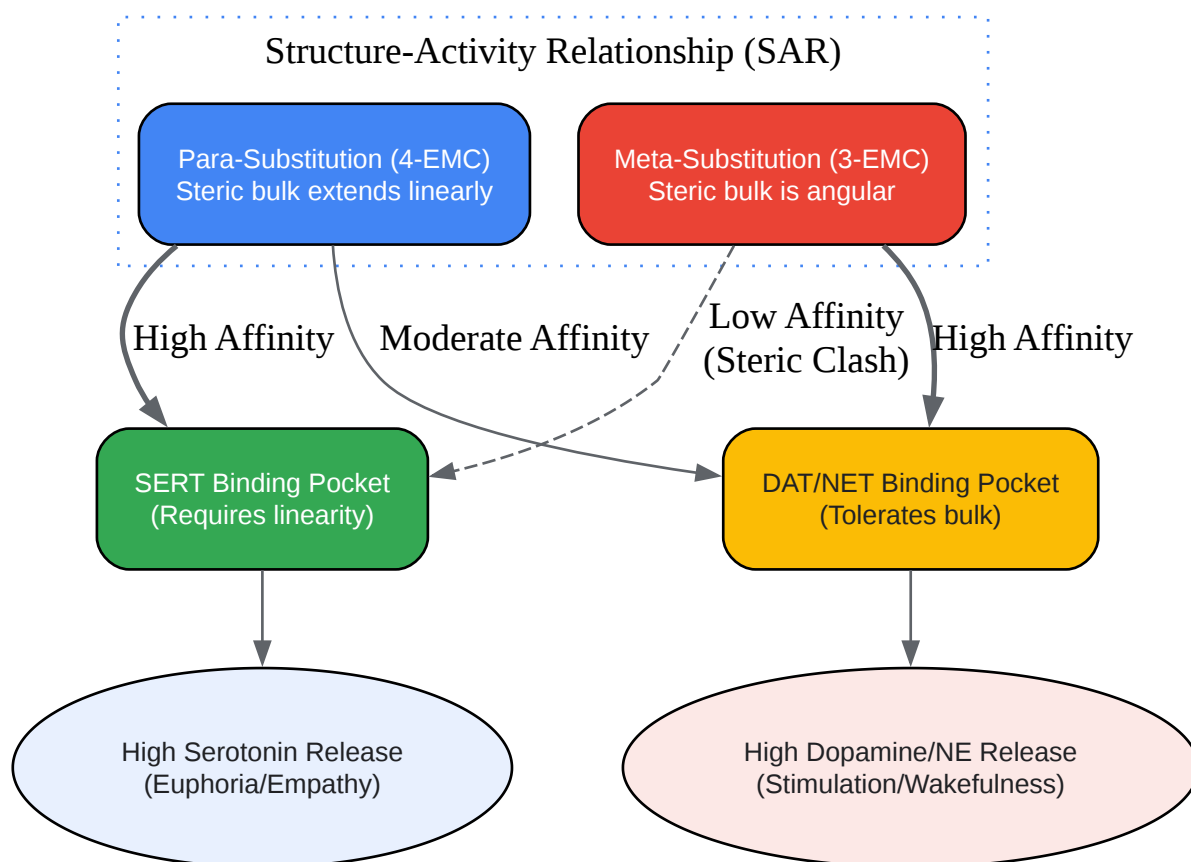 Structure-Activity Relationship (SAR)
Para-Substitution (4-EMC)
Steric bulk extends linearly
Meta-Substitution (3-EMC)
Steric bulk is angular
High Affinity
Moderate Affinity
Low Affinity
(Steric Clash)
High Affinity
SERT Binding Pocket
(Requires linearity)
DAT/NET Binding Pocket
(Tolerates bulk)
High Serotonin Release
(Euphoria/Empathy)
High Dopamine/NE Release
(Stimulation/Wakefulness)